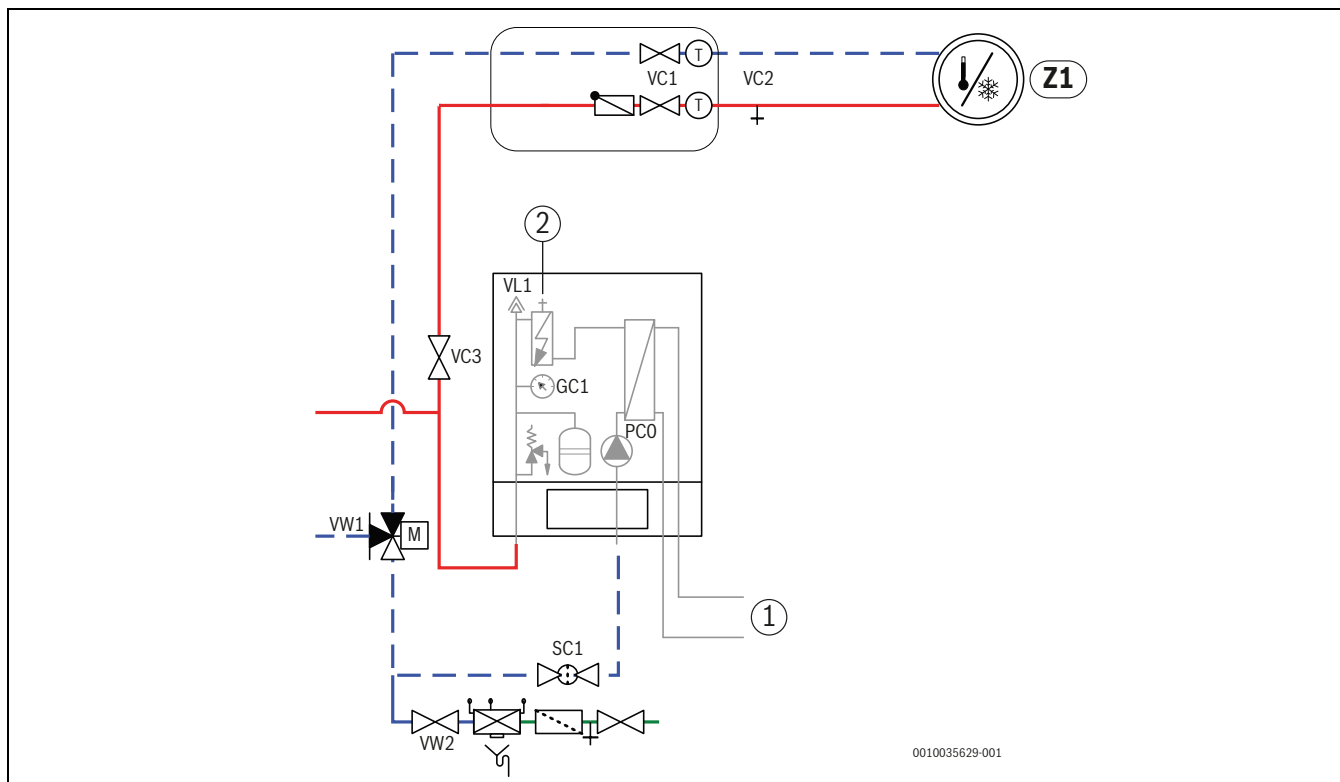 T
VC1
VC2
T
Z1
2
VL1
VC3
GC1
PC0
VW1
M
1
SC1
VW2
0010035629-001